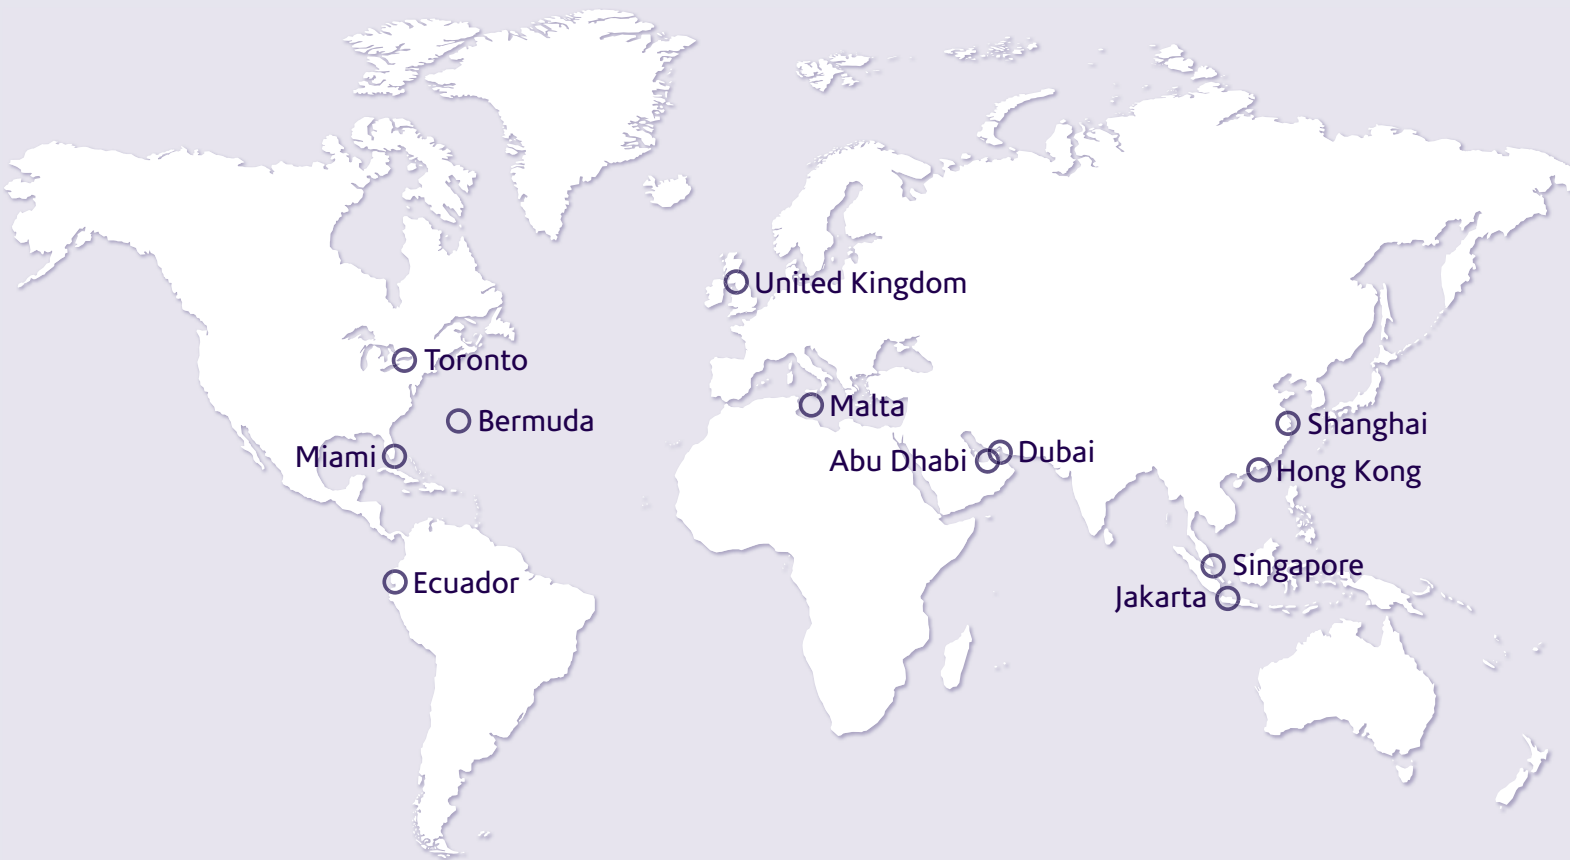 United Kingdom
Toronto
Malta
Bermuda
Shanghai
Miami
Abu Dhabi
Dubai
Hong Kong
Singapore
Ecuador
Jakarta